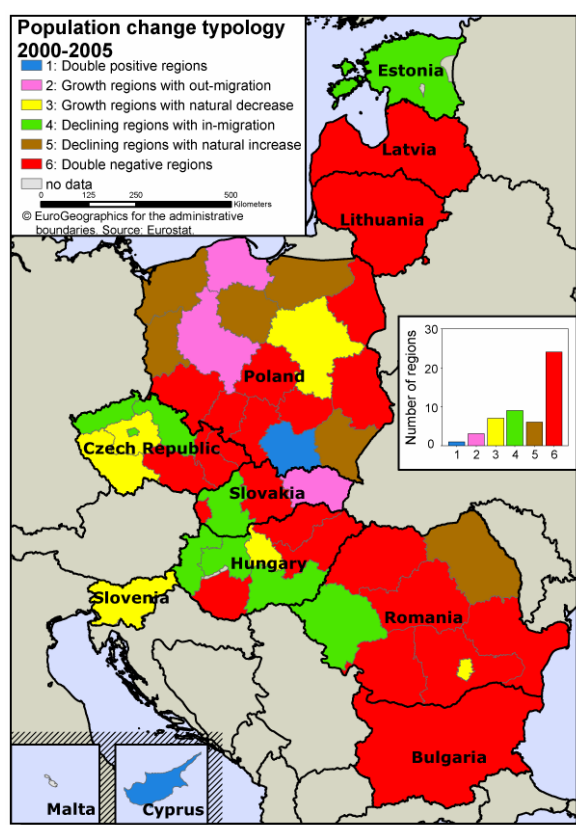 Population change typology
2000-2005
1: Double positive regions
2: Growth regions with out-migration
3: Growth regions with natural decrease
4: Declining regions with in-migration
5: Declining regions with natural increase
6: Double negative regions
no data
0 125 250 500
Kilometers
© EuroGeographics for the administrative
boundaries. Source: Eurostat.
Estonia
Latvia
Lithuania
Poland
Czech Republic
Slovakia
Hungary
Slovenia
Romania
Bulgaria
Malta
Cyprus
Number of regions
30
20
10
0
1 2 3 4 5 6